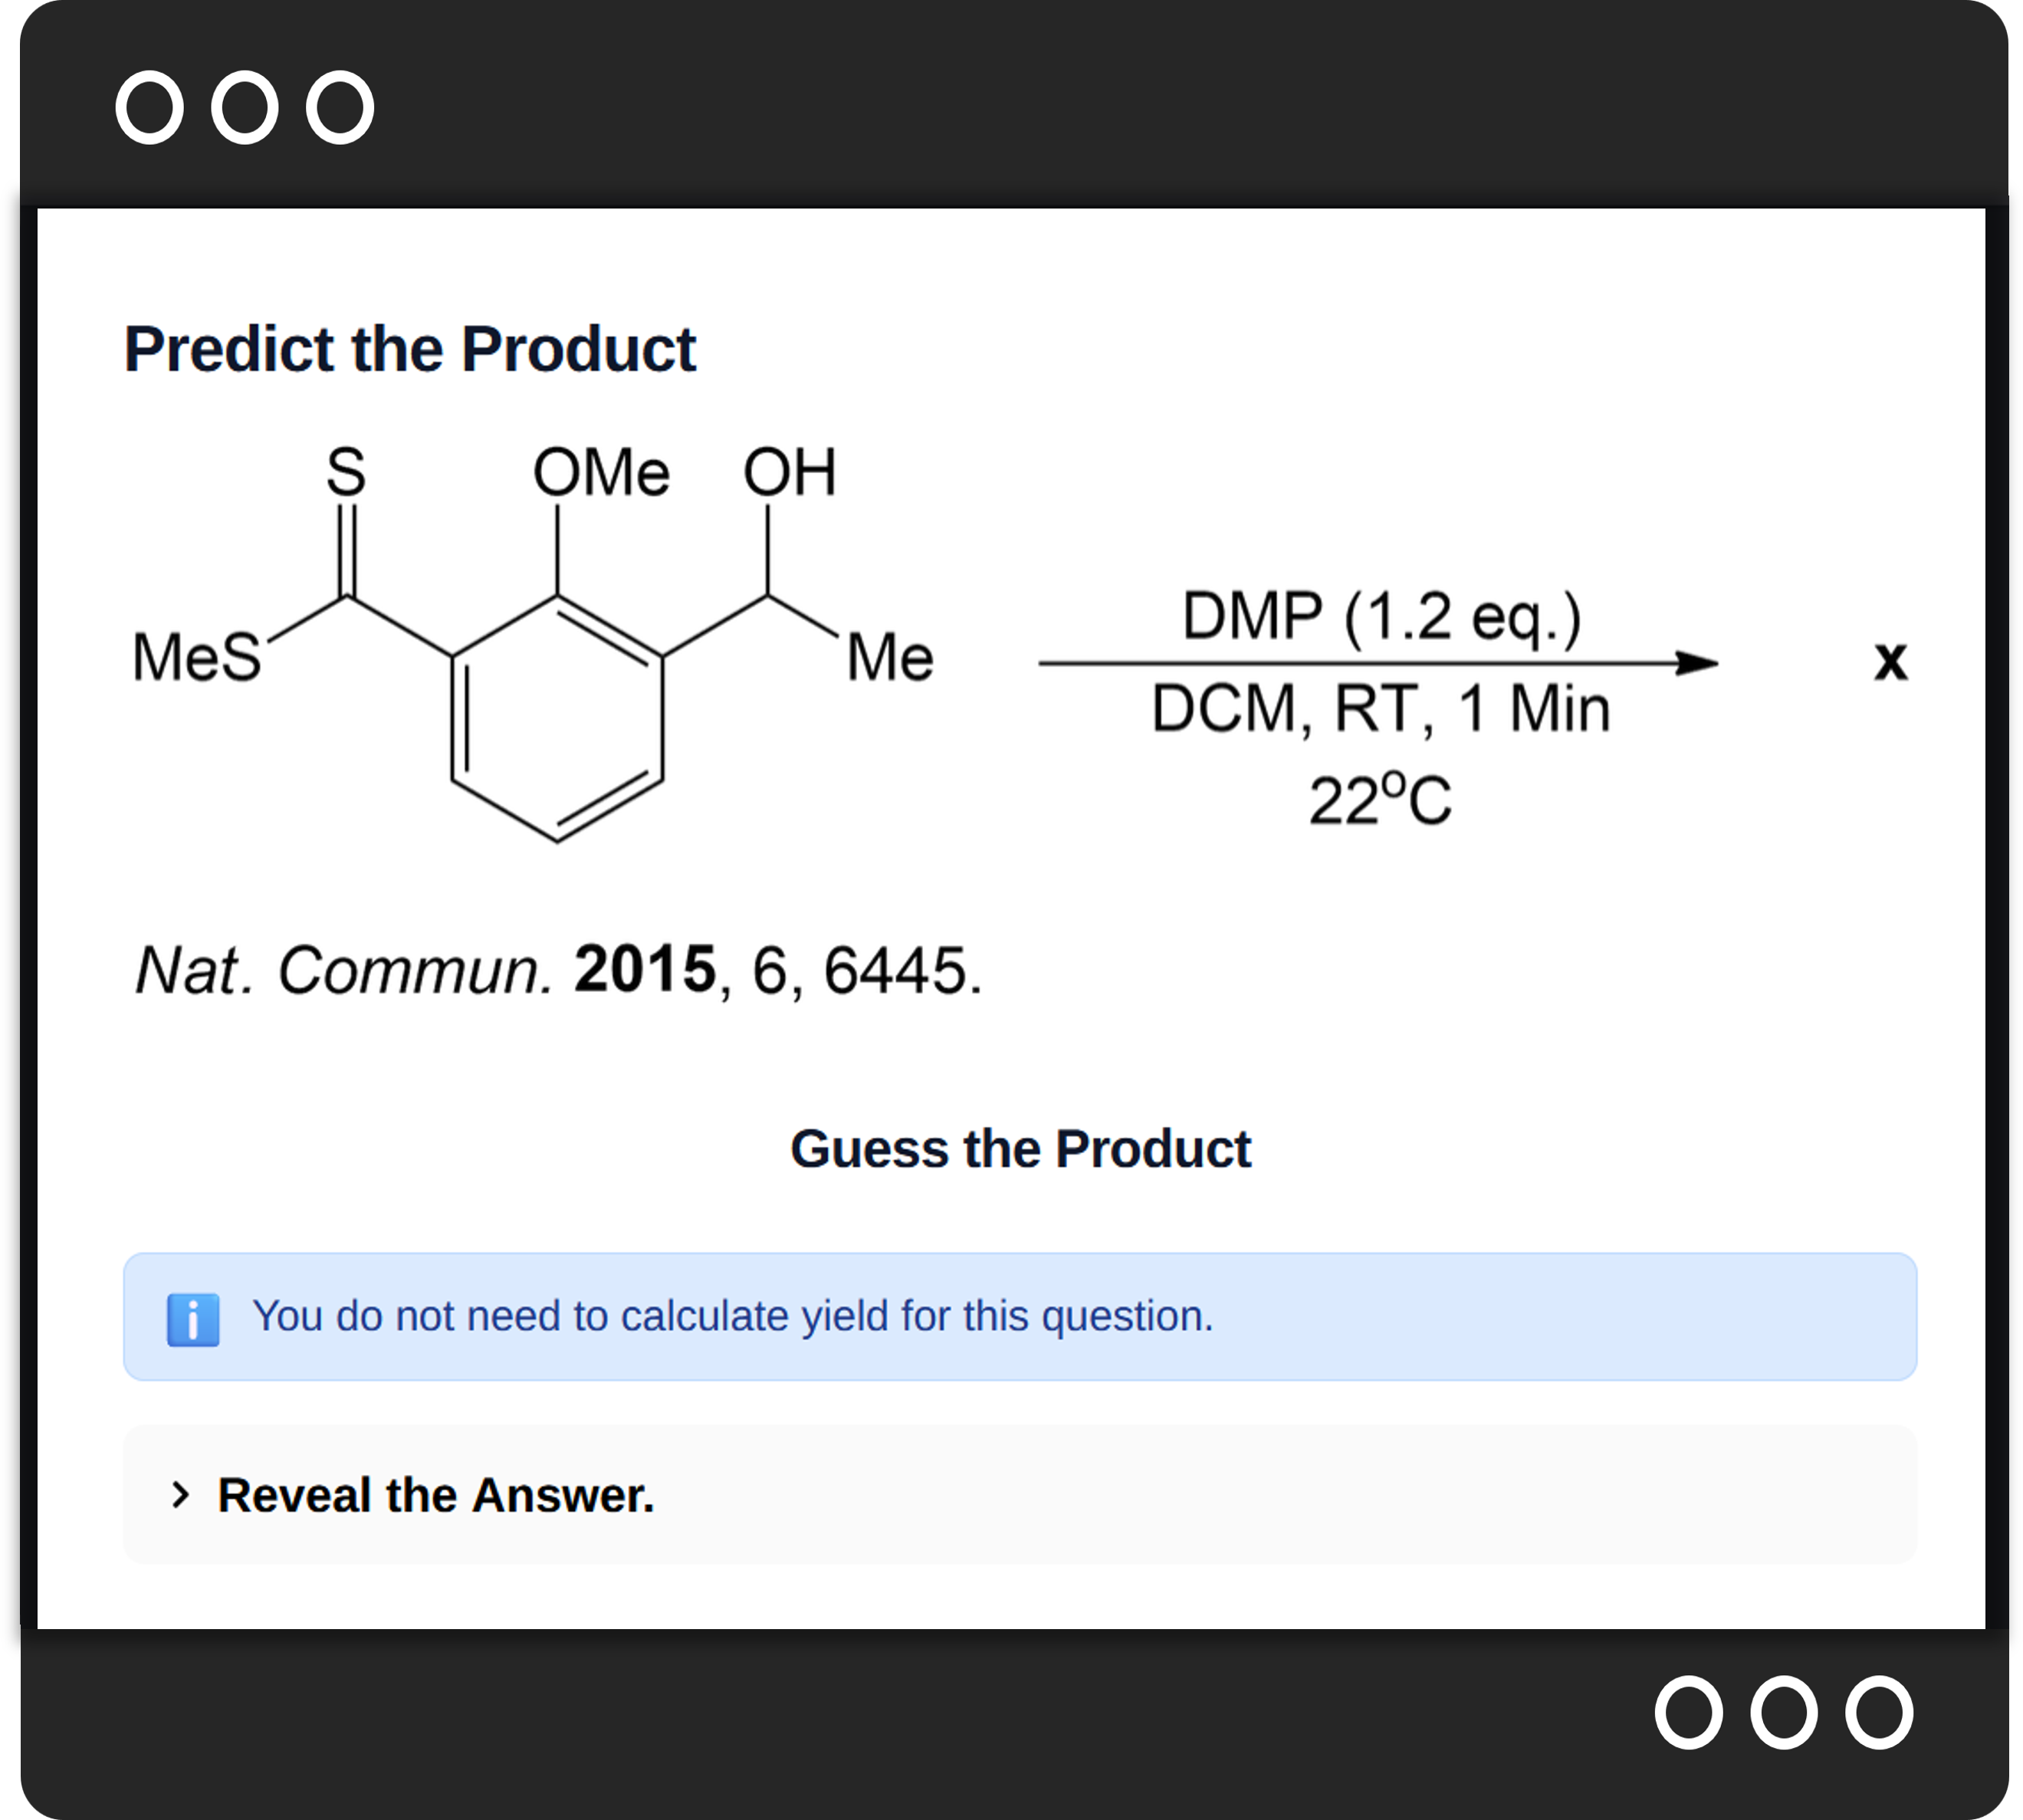 Predict the Product
S OMe OH
MeS Me
DMP (1.2 eq.)
DCM, RT, 1 Min
22°C
x
Nat. Commun. 2015, 6, 6445.
Guess the Product
i You do not need to calculate yield for this question.
> Reveal the Answer.